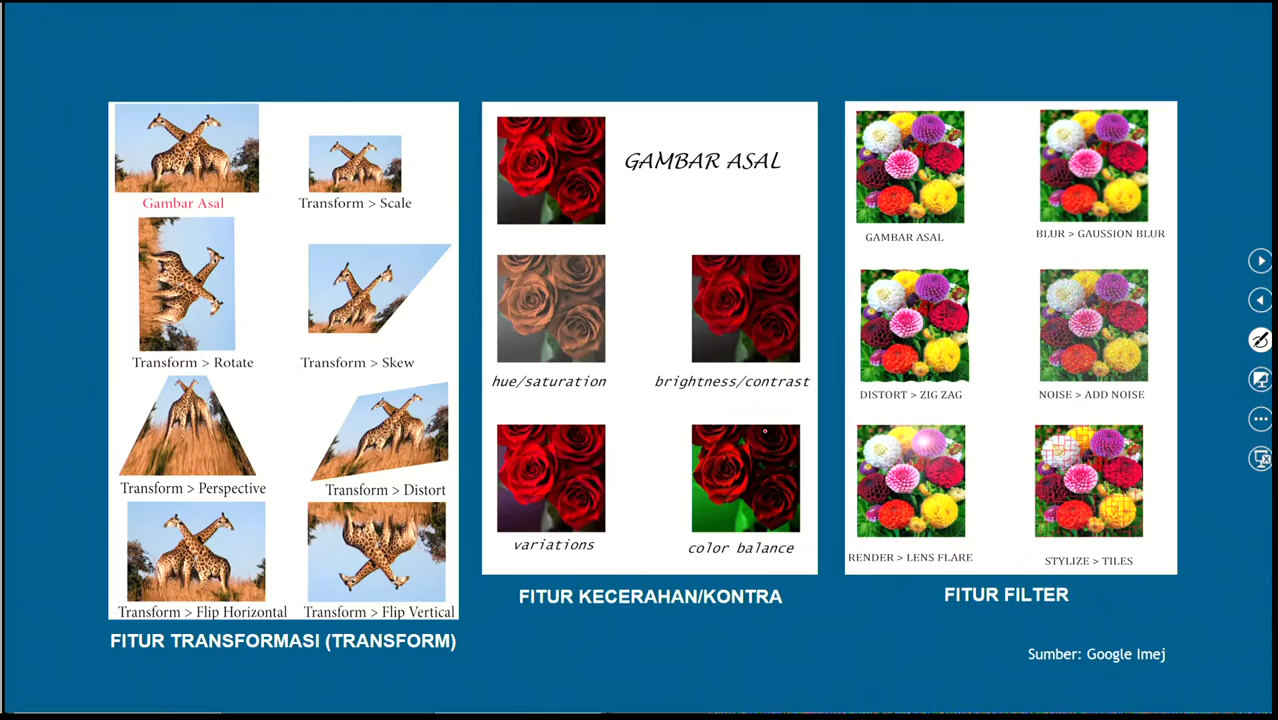 Gambar Asal
Transform > Scale
Transform > Rotate
Transform > Skew
Transform > Perspective
Transform > Distort
Transform > Flip Horizontal
Transform > Flip Vertical
FITUR TRANSFORMASI (TRANSFORM)
GAMBAR ASAL
hue/saturation
brightness/contrast
variations
color balance
FITUR KECERAHAN/KONTRA
GAMBAR ASAL
BLUR > GAUSSION BLUR
DISTORT > ZIG ZAG
NOISE > ADD NOISE
RENDER > LENS FLARE
STYLIZE > TILES
FITUR FILTER
Sumber: Google Imej